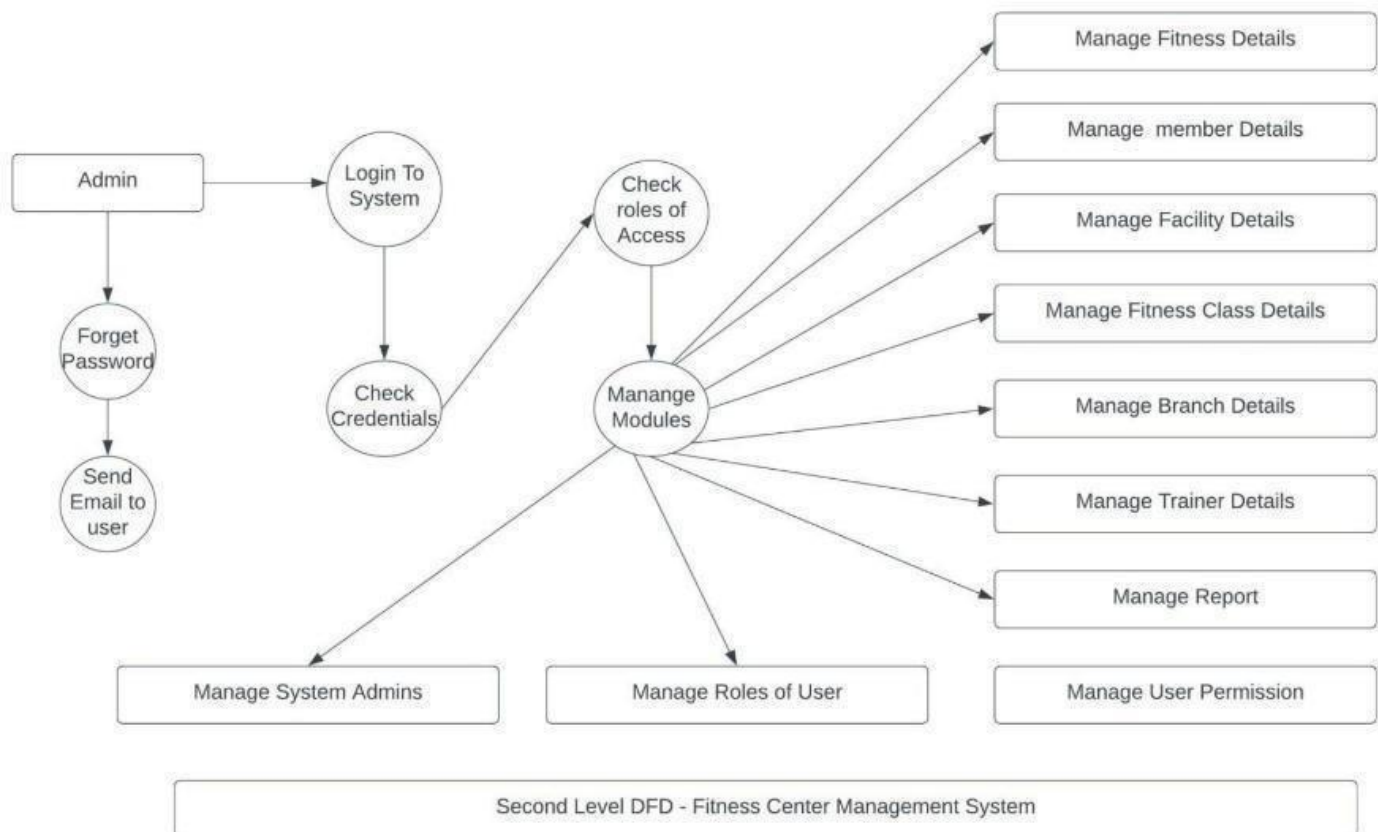 Admin
Login To
System
Forget
Password
Send
Email to
user
Check
Credentials
Check
roles of
Access
Manange
Modules
Manage Fitness Details
Manage member Details
Manage Facility Details
Manage Fitness Class Details
Manage Branch Details
Manage Trainer Details
Manage Report
Manage System Admins
Manage Roles of User
Manage User Permission
Second Level DFD - Fitness Center Management System